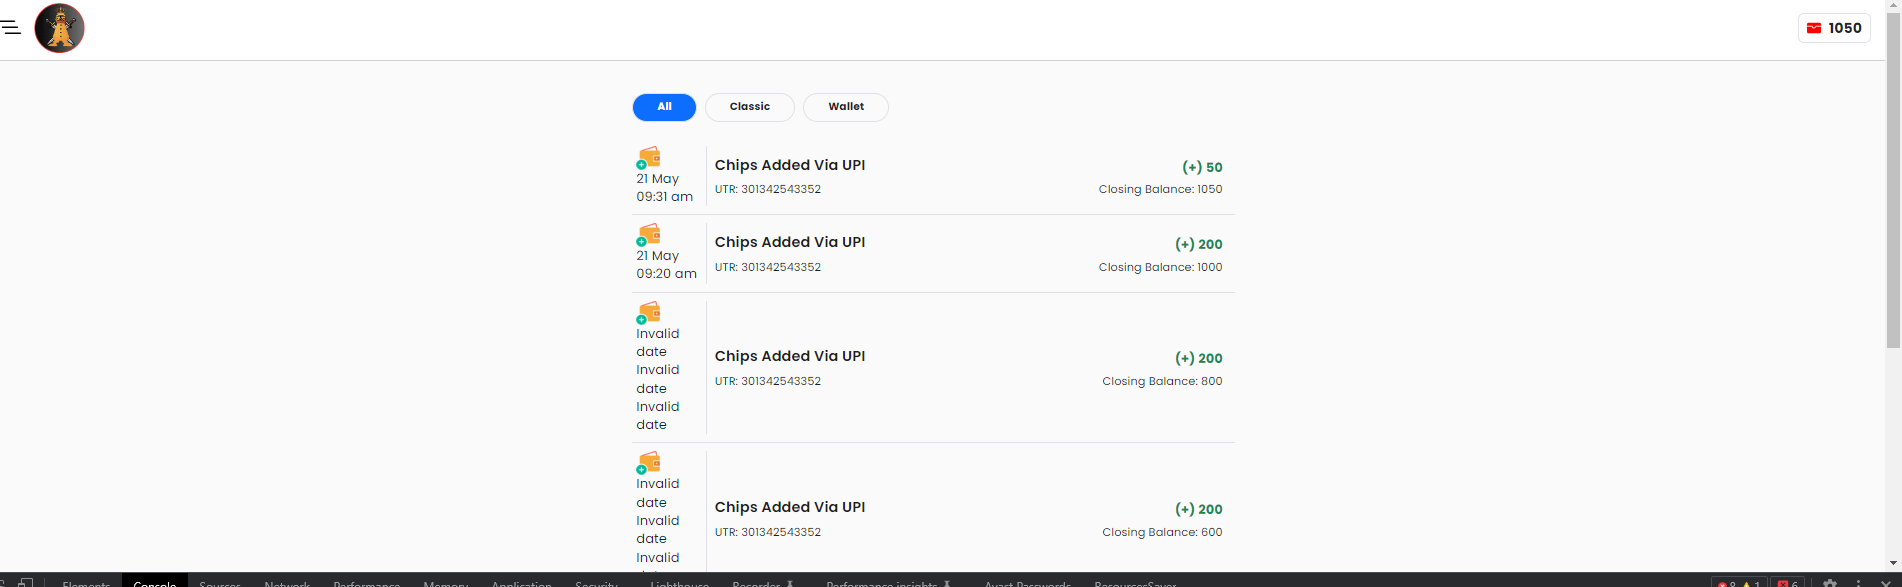 1050
All
Classic
Wallet
21 May
09:31 am
Chips Added Via UPI
UTR: 301342543352
(+) 50
Closing Balance: 1050
21 May
09:20 am
Chips Added Via UPI
UTR: 301342543352
(+) 200
Closing Balance: 1000
Invalid
date
Invalid
date
Invalid
date
Chips Added Via UPI
UTR: 301342543352
(+) 200
Closing Balance: 800
Invalid
date
Invalid
date
Invalid
Chips Added Via UPI
UTR: 301342543352
(+) 200
Closing Balance: 600
Elements Console Sources Network Performance Memory Application Security Lighthouse Recorder Performance insights Avast Passwords ResourcesSaver 8 1 6